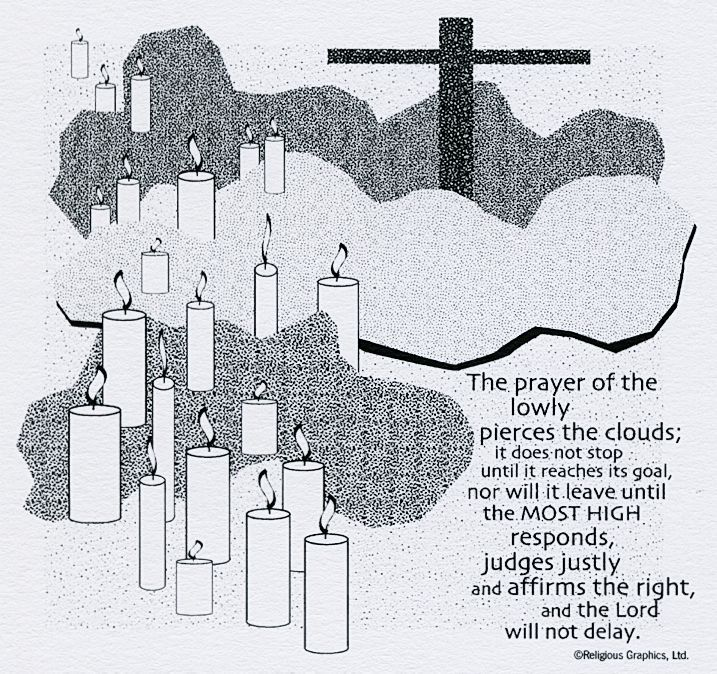 The prayer of the
lowly
pierces the clouds;
it does not stop
until it reaches its goal,
nor will it leave until
the MOST HIGH
responds,
judges justly
and affirms the right,
and the Lord
will not delay.
©Religious Graphics, Ltd.